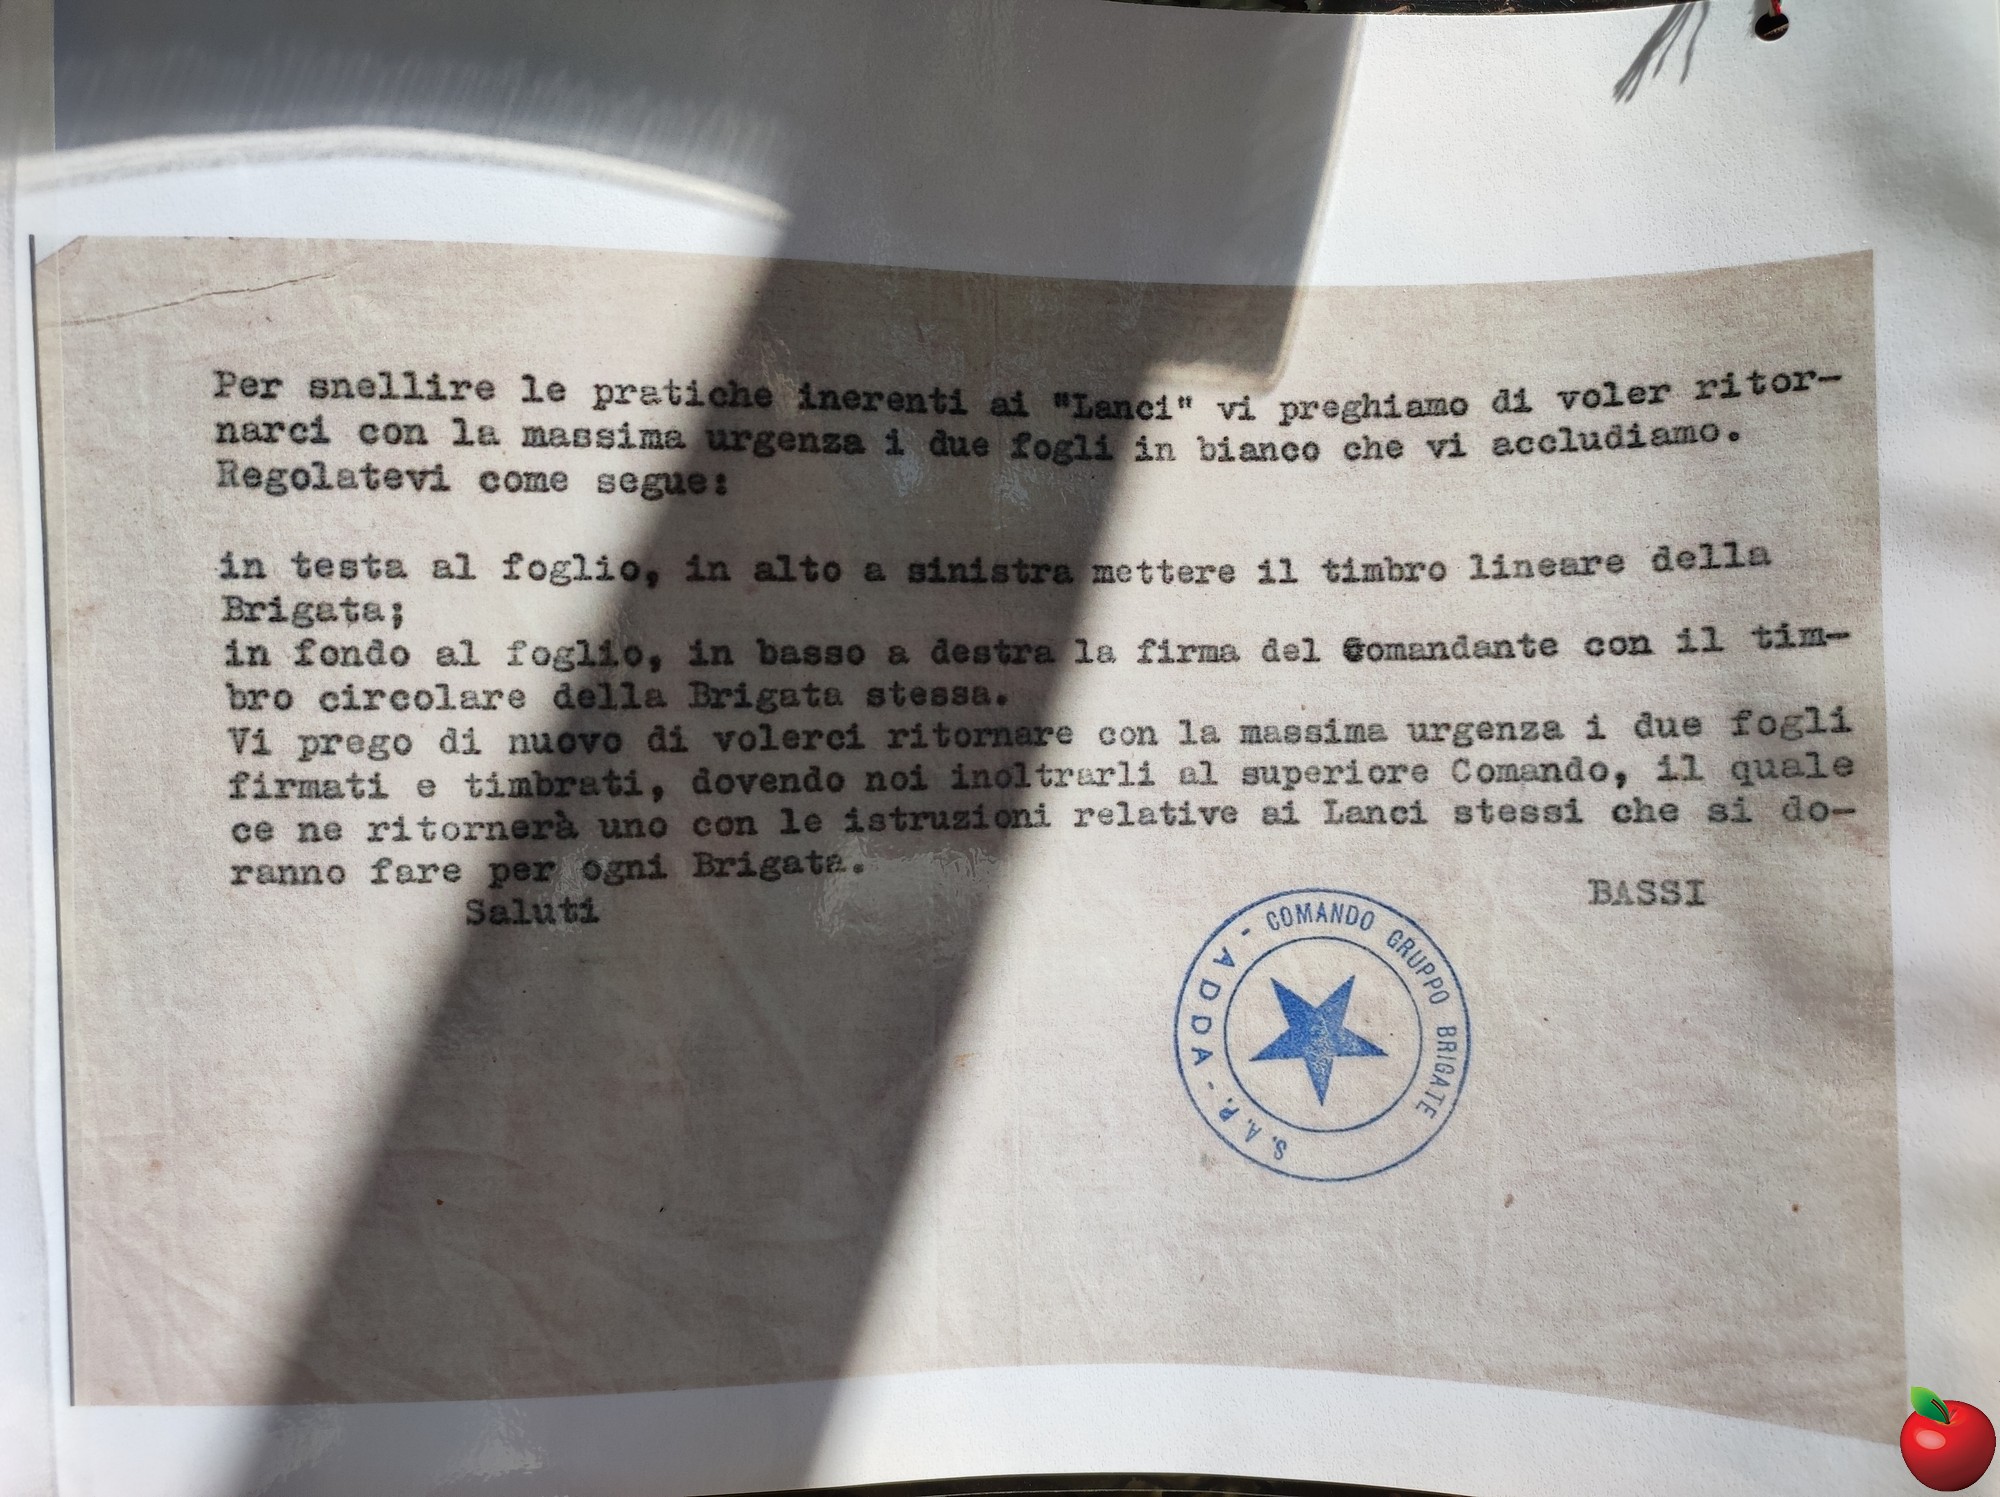 Per snellire le pratiche inerenti ai "Lanci" vi preghiamo di voler ritor-
narci con la massima urgenza i due fogli in bianco che vi accludiamo.
Regolatevi come segue:
in testa al foglio, in alto a sinistra mettere il timbro lineare della
Brigata;
in fondo al foglio, in basso a destra la firma del Comandante con il tim-
bro circolare della Brigata stessa.
Vi prego di nuovo di volerci ritornare con la massima urgenza i due fogli
firmati e timbrati, dovendo noi inoltrarli al superiore Comando, il quale
ce ne ritornerà uno con le istruzioni relative ai Lanci stessi che si do-
ranno fare per ogni Brigata.
Saluti
BASSI
S.A.P. - ADDA - COMANDO GRUPPO BRIGATE